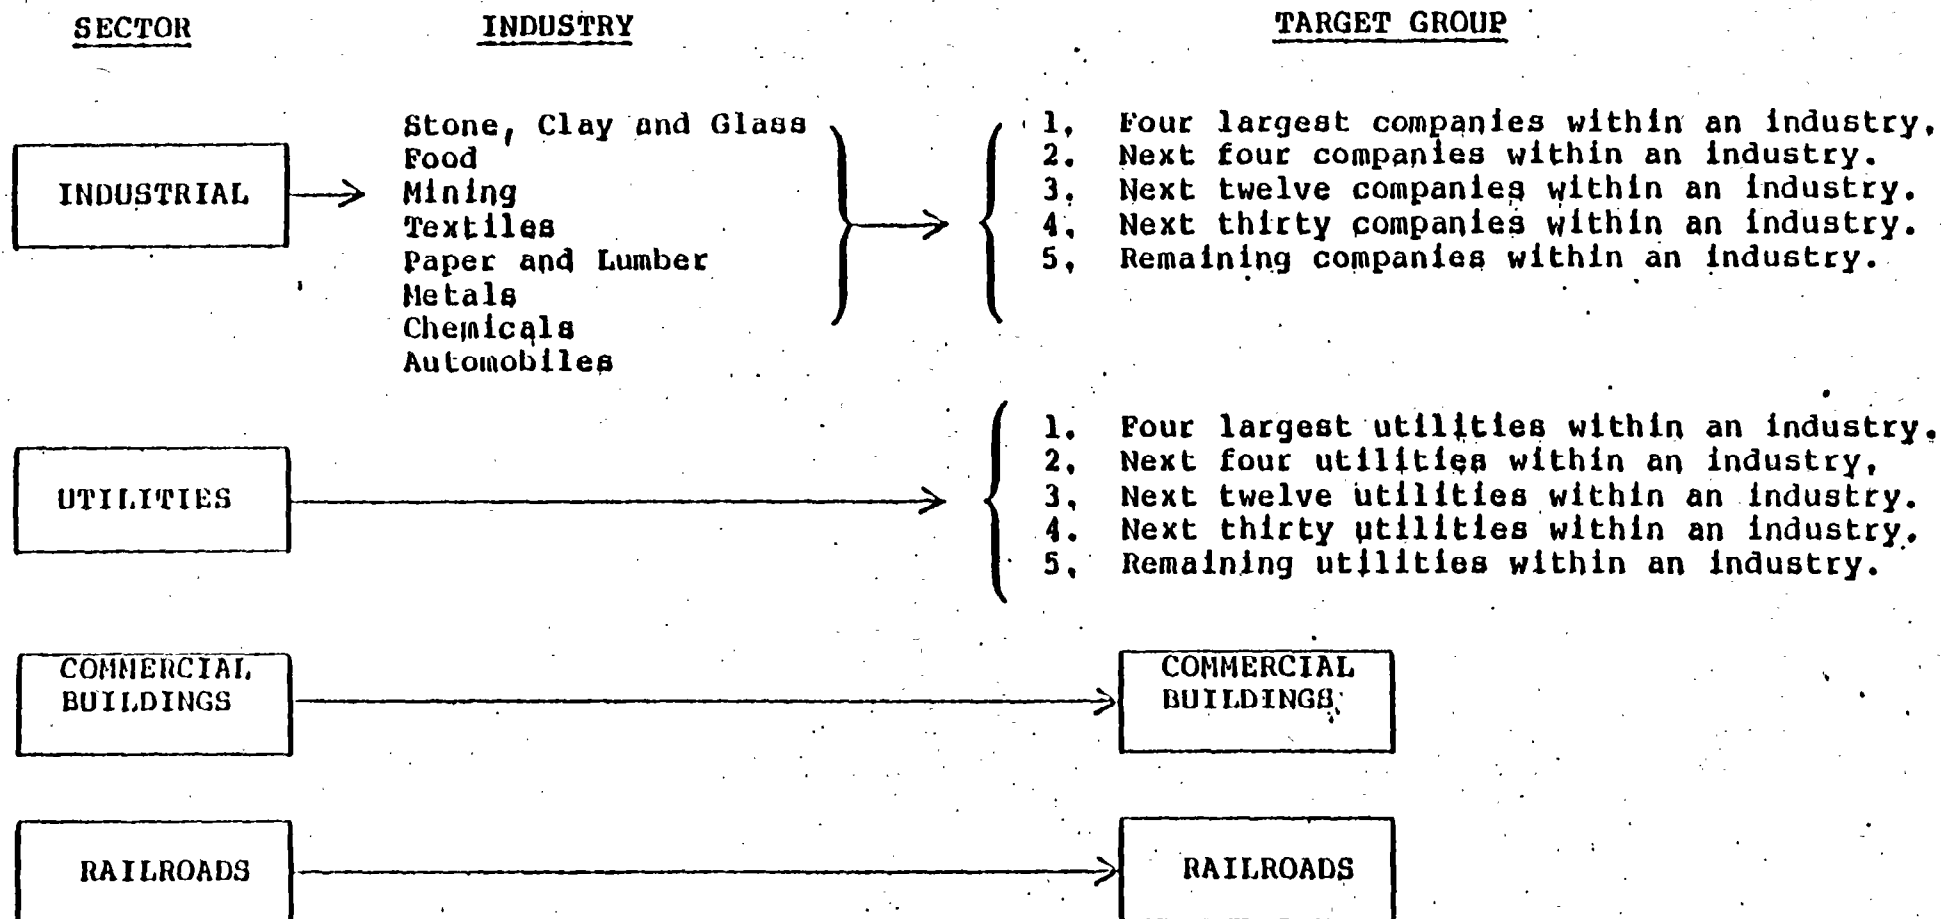 SECTOR INDUSTRY TARGET GROUP
INDUSTRIAL
Stone, Clay and Glass
Food
Mining
Textiles
Paper and Lumber
Metals
Chemicals
Automobiles
1. Four largest companies within an industry.
2. Next four companies within an industry.
3. Next twelve companies within an industry.
4. Next thirty companies within an industry.
5. Remaining companies within an industry.
UTILITIES
1. Four largest utilities within an industry.
2. Next four utilities within an industry.
3. Next twelve utilities within an industry.
4. Next thirty utilities within an industry.
5. Remaining utilities within an industry.
COMMERCIAL
BUILDINGS
COMMERCIAL
BUILDINGS
RAILROADS
RAILROADS